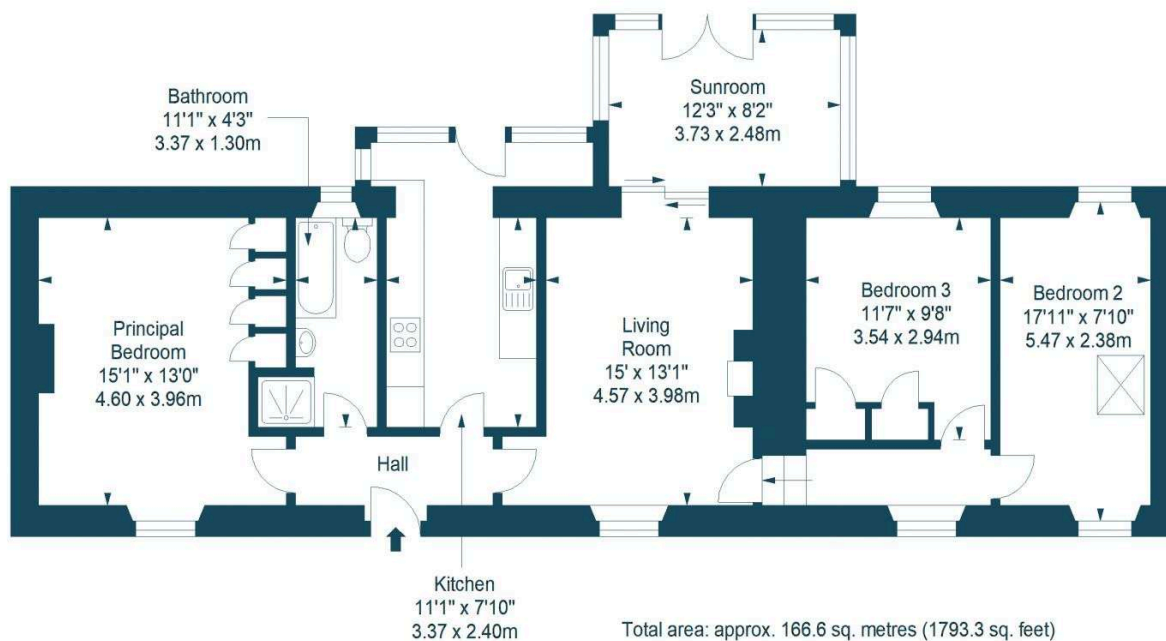 Bathroom
11'1" x 4'3"
3.37 x 1.30m
Sunroom
12'3" x 8'2"
3.73 x 2.48m
Principal
Bedroom
15'1" x 13'0"
4.60 x 3.96m
Living
Room
15' x 13'1"
4.57 x 3.98m
Bedroom 3
11'7" x 9'8"
3.54 x 2.94m
Bedroom 2
17'11" x 7'10"
5.47 x 2.38m
Hall
Kitchen
11'1" x 7'10"
3.37 x 2.40m
Total area: approx. 166.6 sq. metres (1793.3 sq. feet)